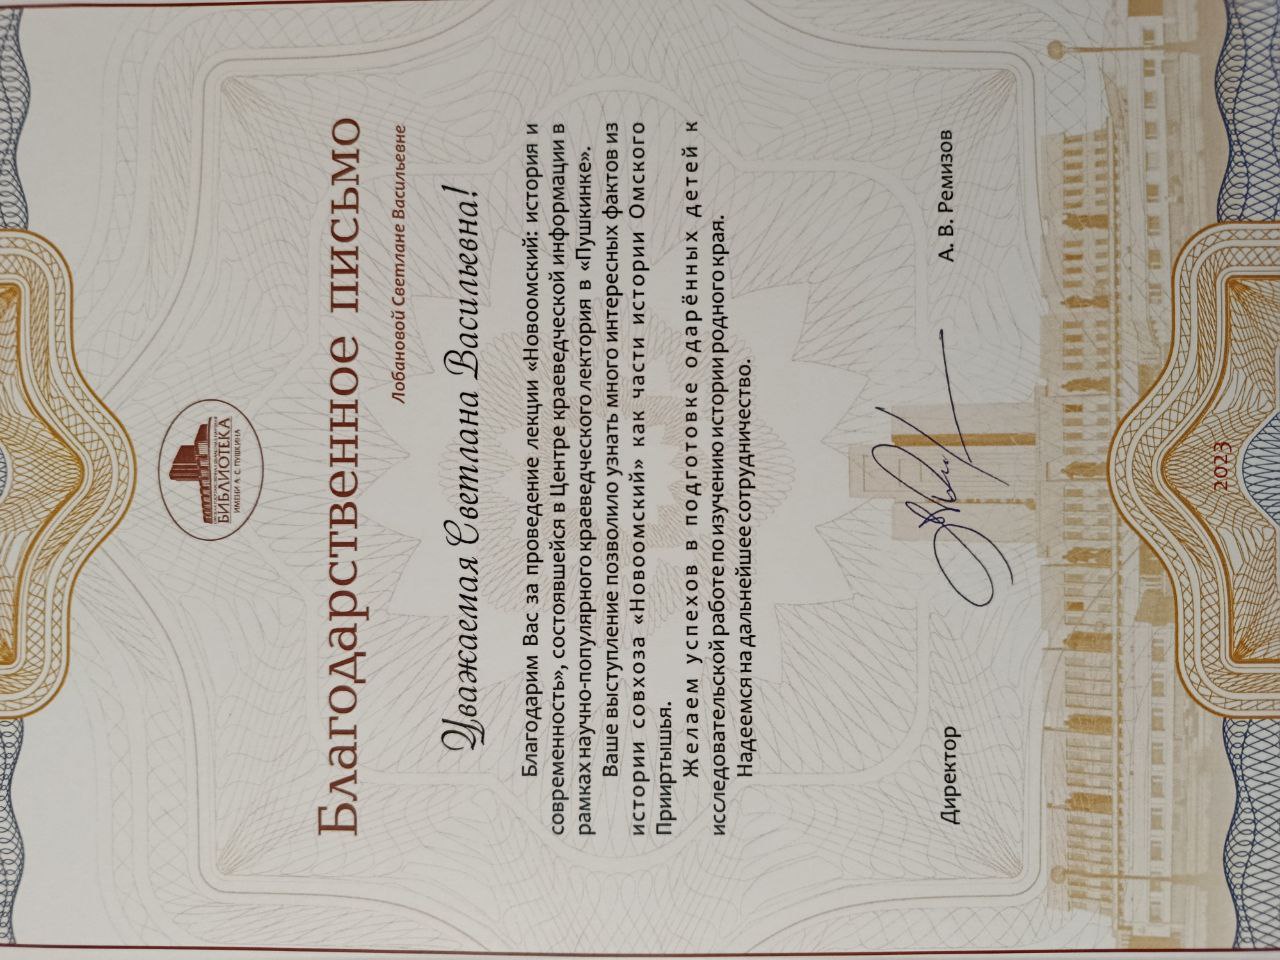 ОМСКАЯ ГОСУДАРСТВЕННАЯ ОБЛАСТНАЯ НАУЧНАЯ
БИБЛИОТЕКА
ИМЕНИ А. С. ПУШКИНА
Благодарственное письмо
Лобановой Светлане Васильевне
Уважаемая Светлана Васильевна!
Благодарим Вас за проведение лекции «Новоомский: история и
современность», состоявшейся в Центре краеведческой информации в
рамках научно-популярного краеведческого лектория в «Пушкинке».
Ваше выступление позволило узнать много интересных фактов из
истории совхоза «Новоомский» как части истории Омского
Прииртышья.
Желаем успехов в подготовке одарённых детей к
исследовательской работе по изучению истории родного края.
Надеемся на дальнейшее сотрудничество.
Директор А. В. Ремизов
2023